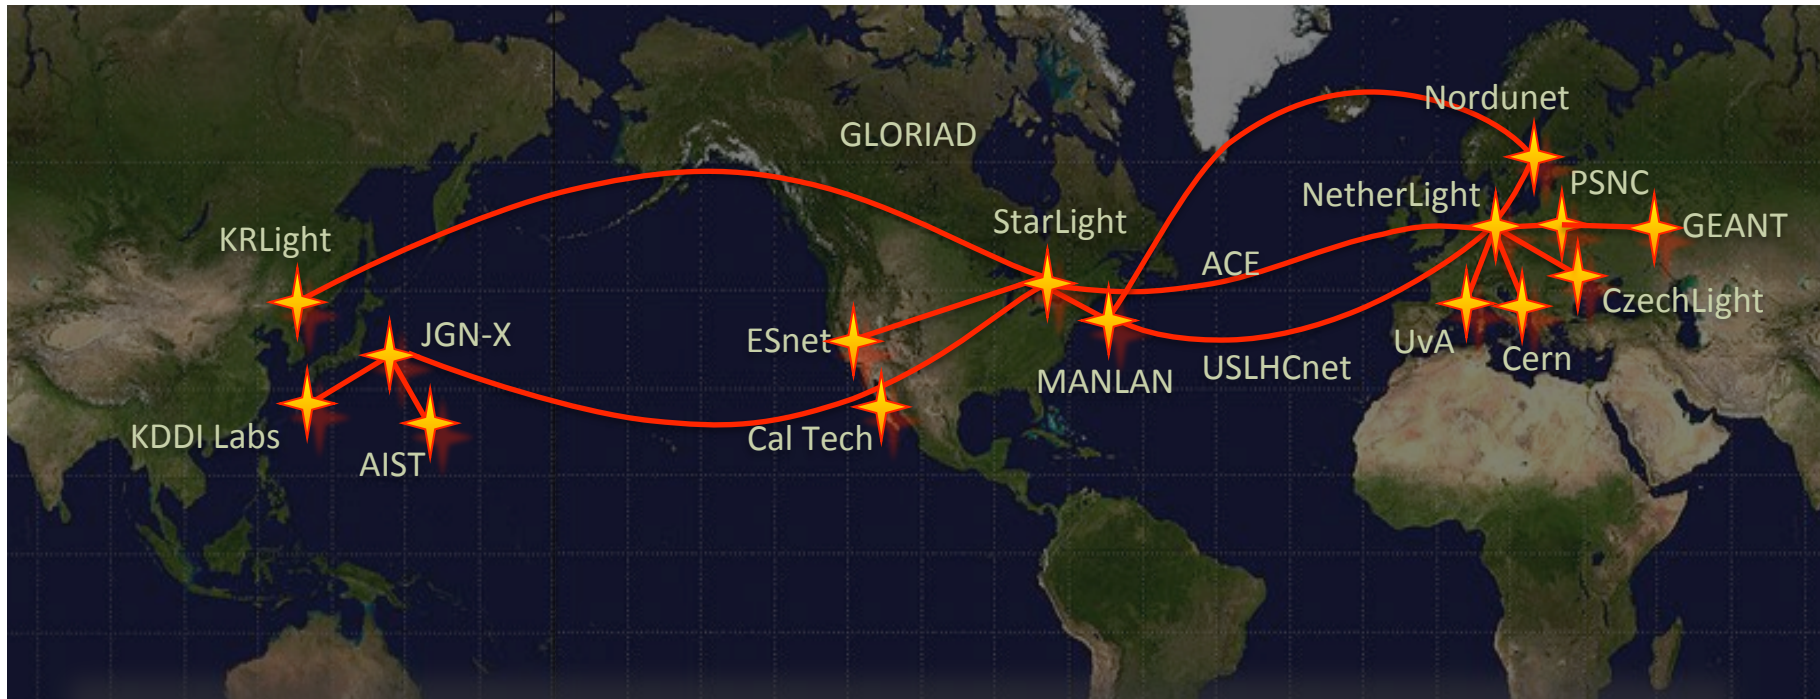 Nordunet
GLORIAD
PSNC
NetherLight
StarLight
GEANT
KRLight
ACE
CzechLight
JGN-X
ESnet
UvA
Cern
USLHCnet
MANLAN
KDDI Labs
Cal Tech
AIST